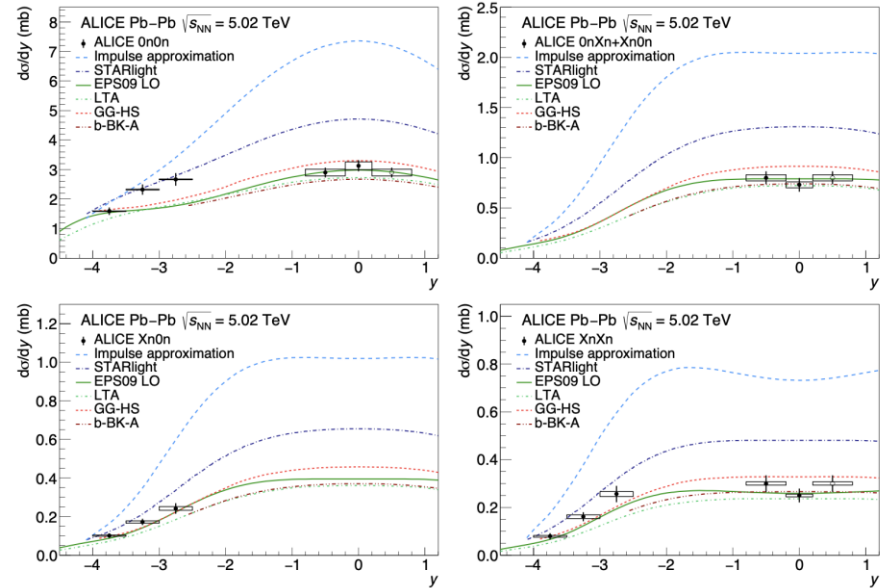 ALICE Pb−Pb √sNN = 5.02 TeV
ALICE 0n0n
Impulse approximation
STARlight
EPS09 LO
LTA
GG-HS
b-BK-A
dσ/dy (mb)
8
7
6
5
4
3
2
1
0
−4 −3 −2 −1 0 1
y
ALICE Pb−Pb √sNN = 5.02 TeV
ALICE 0nXn+Xn0n
Impulse approximation
STARlight
EPS09 LO
LTA
GG-HS
b-BK-A
dσ/dy (mb)
2.5
2.0
1.5
1.0
0.5
0.0
−4 −3 −2 −1 0 1
y
ALICE Pb−Pb √sNN = 5.02 TeV
ALICE Xn0n
Impulse approximation
STARlight
EPS09 LO
LTA
GG-HS
b-BK-A
dσ/dy (mb)
1.2
1.0
0.8
0.6
0.4
0.2
0.0
−4 −3 −2 −1 0 1
y
ALICE Pb−Pb √sNN = 5.02 TeV
ALICE XnXn
Impulse approximation
STARlight
EPS09 LO
LTA
GG-HS
b-BK-A
dσ/dy (mb)
1.0
0.8
0.6
0.4
0.2
0.0
−4 −3 −2 −1 0 1
y